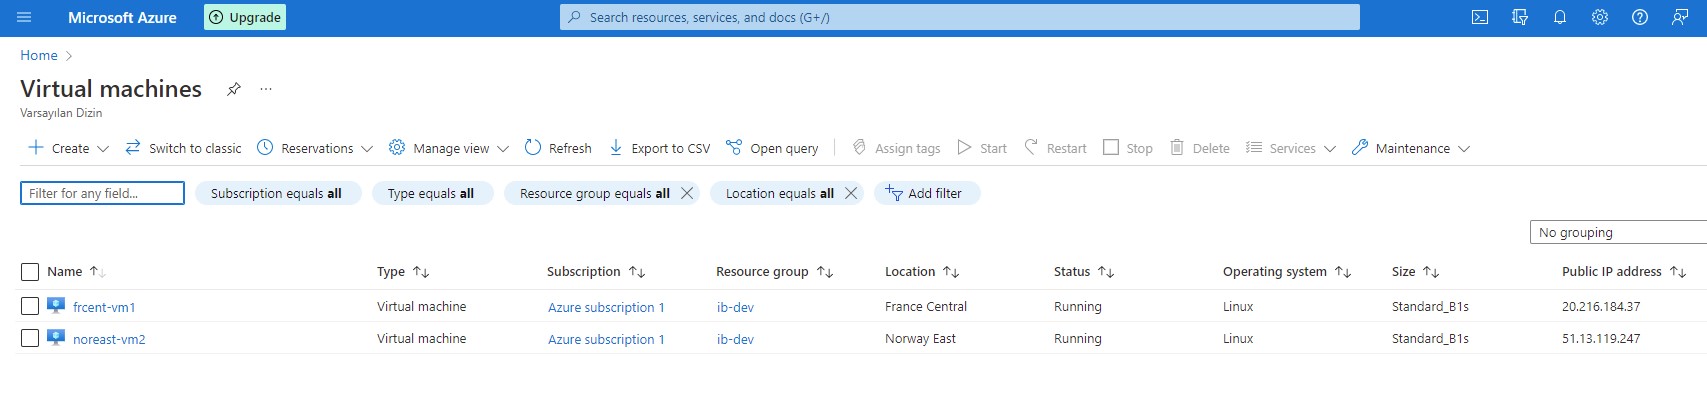 Microsoft Azure Upgrade Search resources, services, and docs (G+/)
Home
Virtual machines ...
Varsayılan Dizin
Create Switch to classic Reservations Manage view Refresh Export to CSV Open query Assign tags Start Restart Stop Delete Services Maintenance
Filter for any field... Subscription equals all Type equals all Resource group equals all Location equals all Add filter
No grouping
Name Type Subscription Resource group Location Status Operating system Size Public IP address
frcent-vm1 Virtual machine Azure subscription 1 ib-dev France Central Running Linux Standard_B1s 20.216.184.37
noreast-vm2 Virtual machine Azure subscription 1 ib-dev Norway East Running Linux Standard_B1s 51.13.119.247